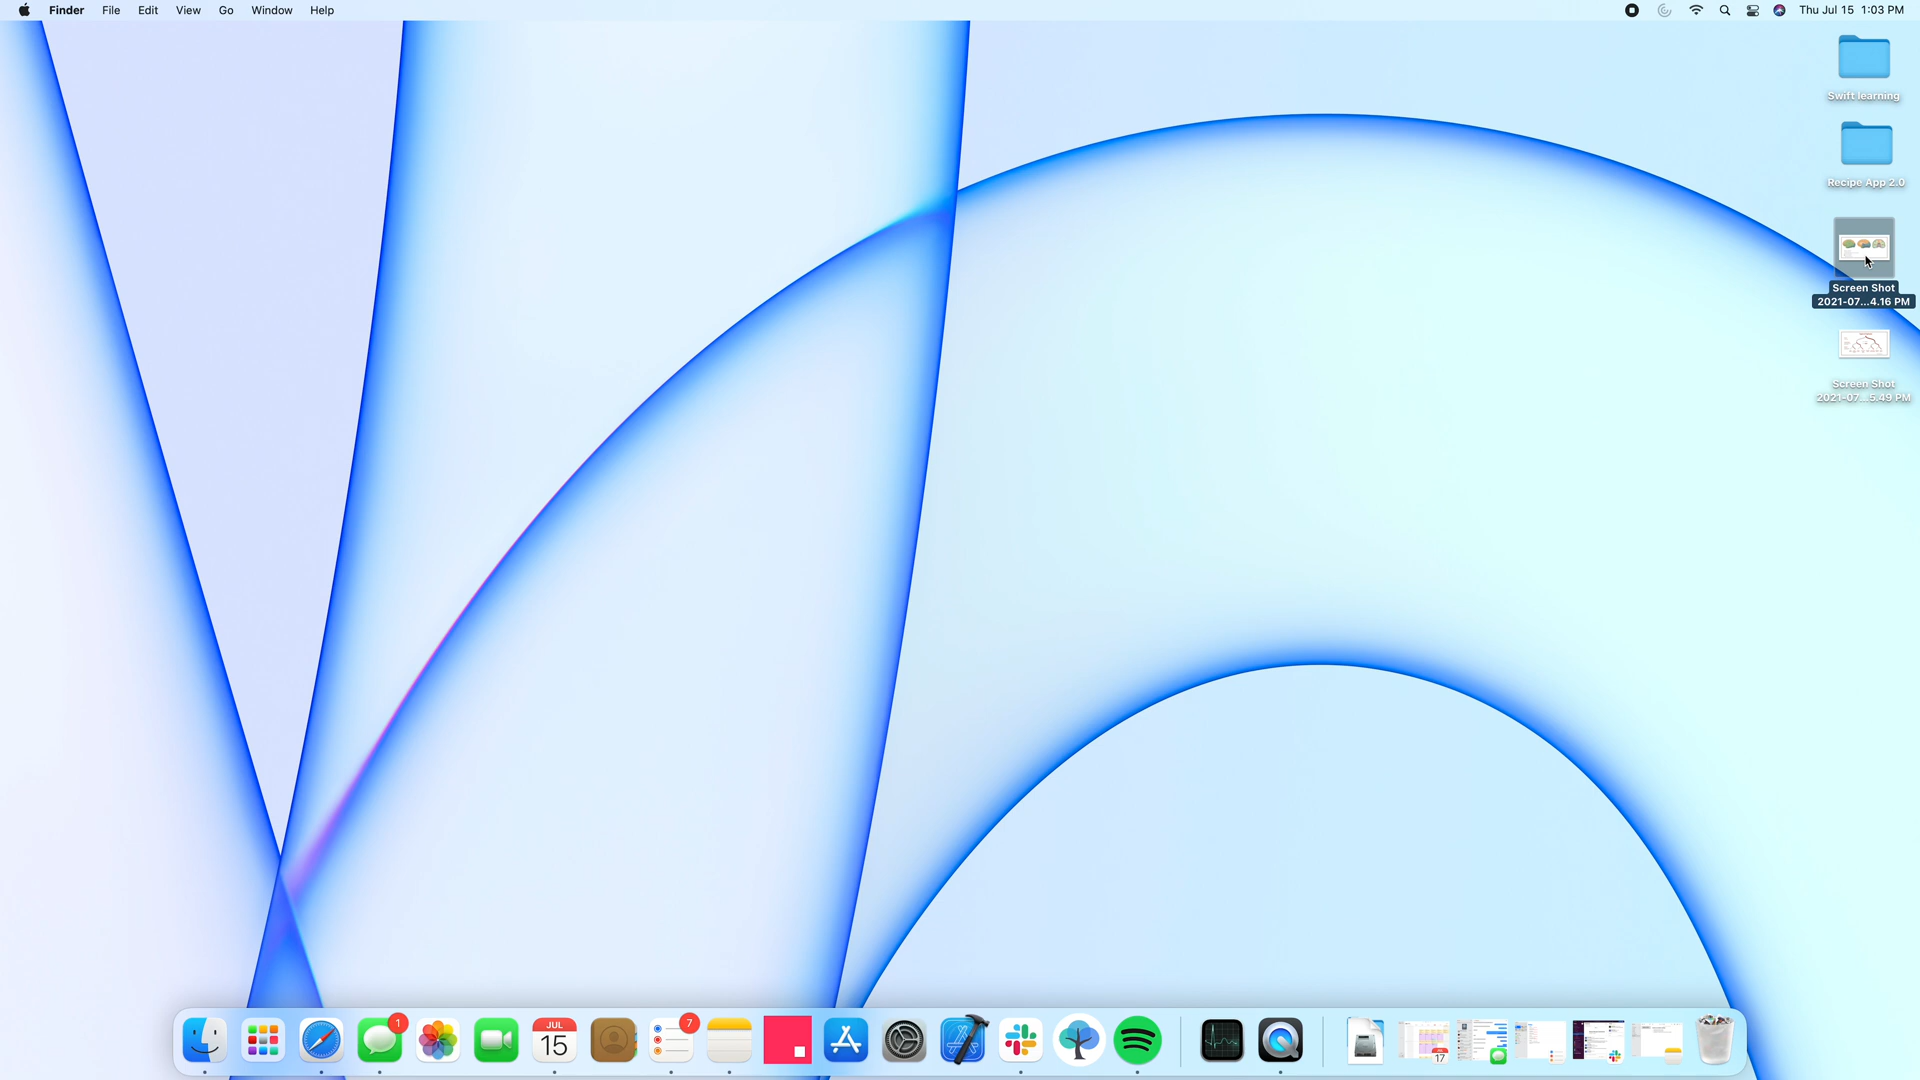 Finder File Edit View Go Window Help
Thu Jul 15 1:03 PM
Swift learning
Recipe App 2.0
Screen Shot
2021-07...4.16 PM
Screen Shot
2021-07...5.49 PM
1
JUL
15
7
17